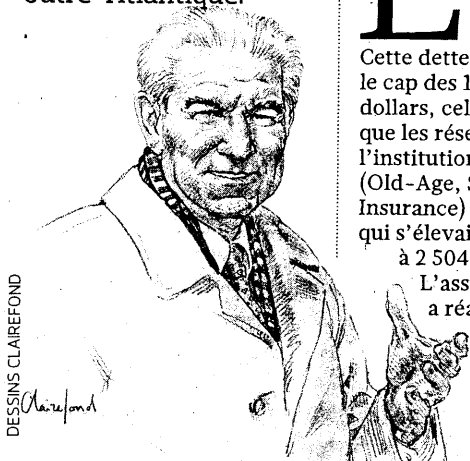 outre-Atlantique.
L
Cette dette
le cap des 1
dollars, cel
que les rése
l'institution
(Old-Age, S
Insurance)
qui s'élevai
à 2 504
L'ass
a réa
DESSINS CLAIREFOND
Clairefond